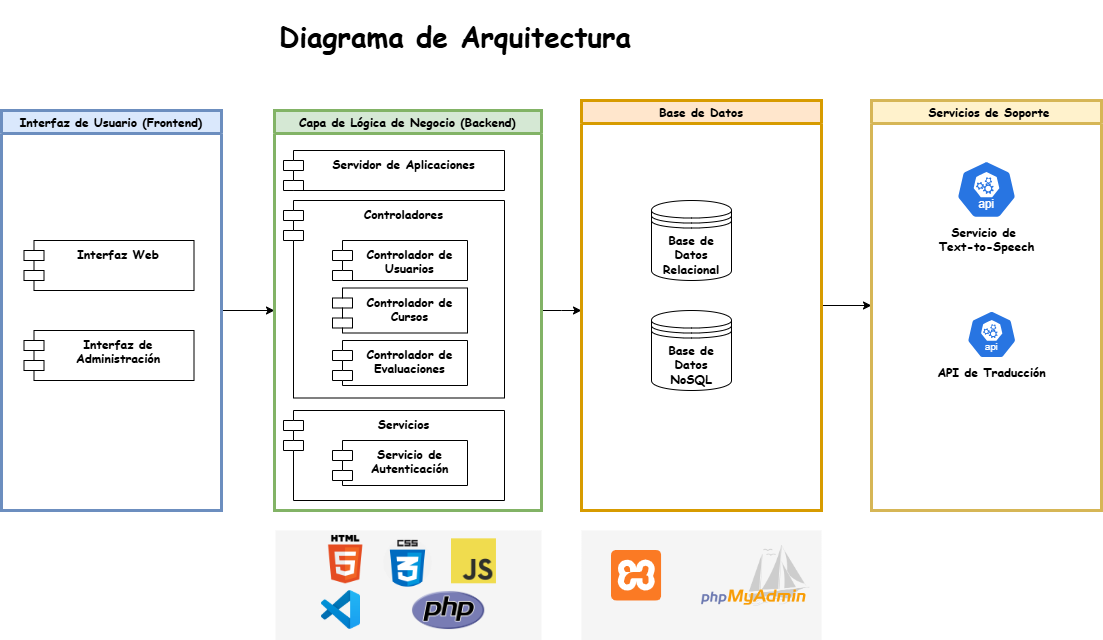 Diagrama de Arquitectura
Interfaz de Usuario (Frontend)
Interfaz Web
Interfaz de
Administración
Capa de Lógica de Negocio (Backend)
Servidor de Aplicaciones
Controladores
Controlador de
Usuarios
Controlador de
Cursos
Controlador de
Evaluaciones
Servicios
Servicio de
Autenticación
Base de Datos
Base de
Datos
Relacional
Base de
Datos
NoSQL
Servicios de Soporte
api
Servicio de
Text-to-Speech
api
API de Traducción
HTML
5
CSS
3
JS
php
phpMyAdmin